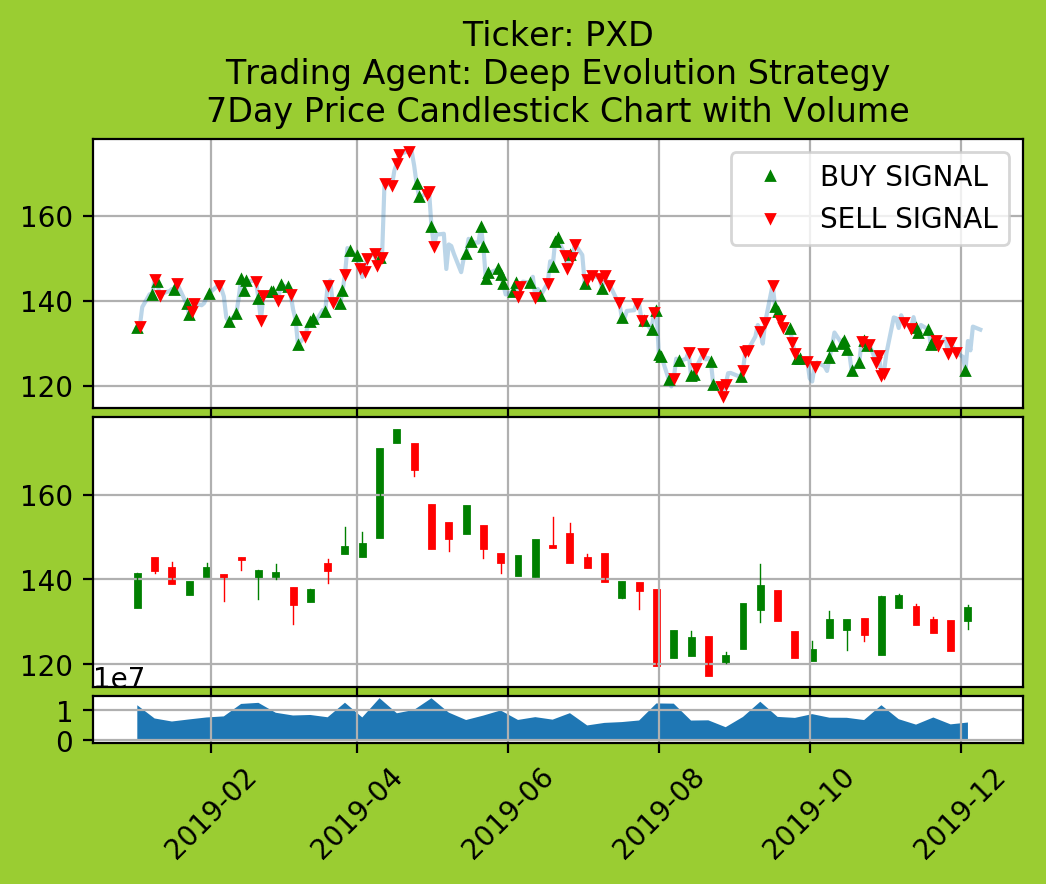 Ticker: PXD
Trading Agent: Deep Evolution Strategy
7Day Price Candlestick Chart with Volume
BUY SIGNAL
SELL SIGNAL
160
140
120
160
140
120
1e7
1
0
2019-02
2019-04
2019-06
2019-08
2019-10
2019-12